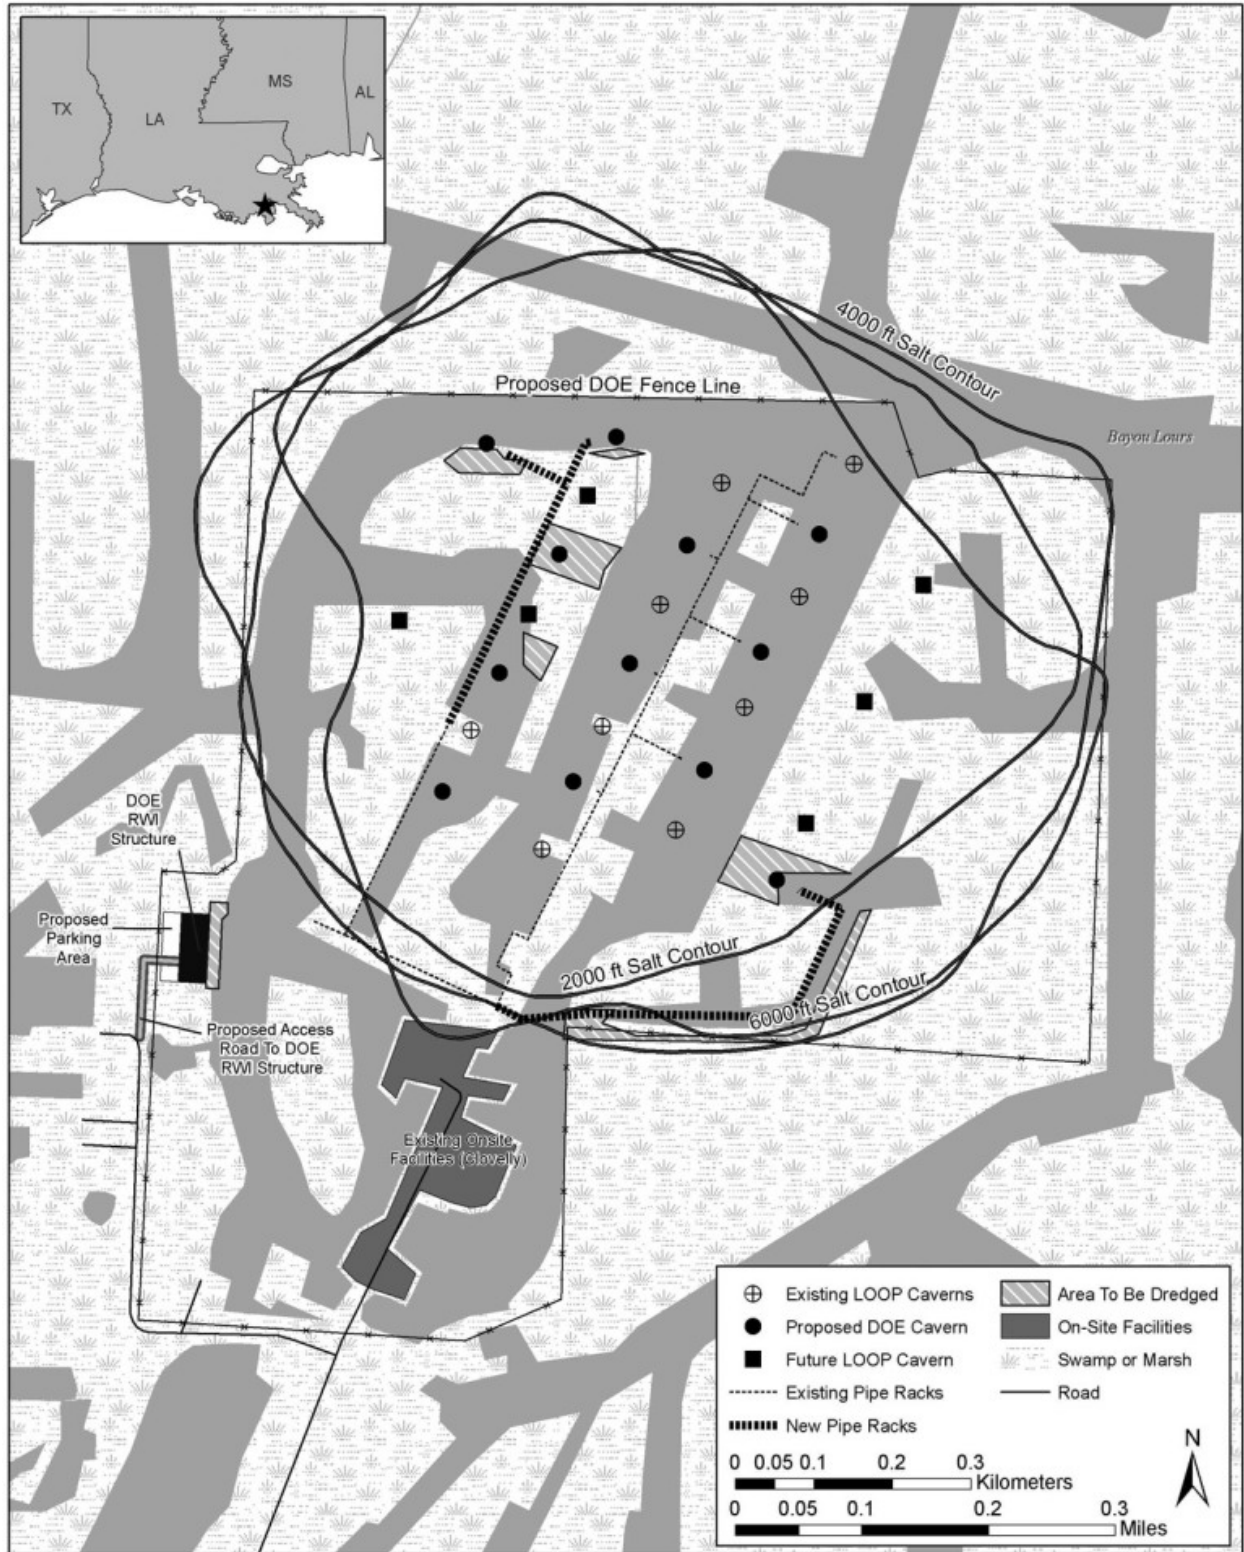 MS
AL
TX
LA
4000 ft Salt Contour
Proposed DOE Fence Line
Bayou Lours
DOE
RWI
Structure
Proposed
Parking
Area
2000 ft Salt Contour
6000 ft Salt Contour
Proposed Access
Road To DOE
RWI Structure
Existing Onsite
Facilities (Clovelly)
Existing LOOP Caverns
Proposed DOE Cavern
Future LOOP Cavern
Existing Pipe Racks
New Pipe Racks
Area To Be Dredged
On-Site Facilities
Swamp or Marsh
Road
N
0 0.05 0.1 0.2 0.3
Kilometers
0 0.05 0.1 0.2 0.3
Miles